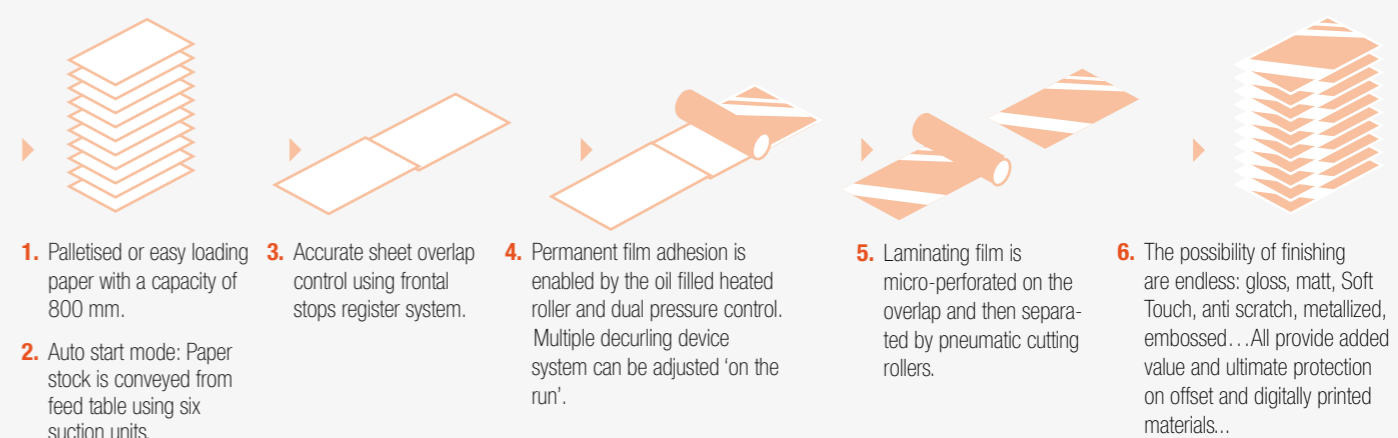 1. Palletised or easy loading
paper with a capacity of
800 mm.
2. Auto start mode: Paper
stock is conveyed from
feed table using six
suction units.
3. Accurate sheet overlap
control using frontal
stops register system.
4. Permanent film adhesion is
enabled by the oil filled heated
roller and dual pressure control.
Multiple decurling device
system can be adjusted ‘on the
run’.
5. Laminating film is
micro-perforated on the
overlap and then separa-
ted by pneumatic cutting
rollers.
6. The possibility of finishing
are endless: gloss, matt, Soft
Touch, anti scratch, metallized,
embossed…All provide added
value and ultimate protection
on offset and digitally printed
materials...